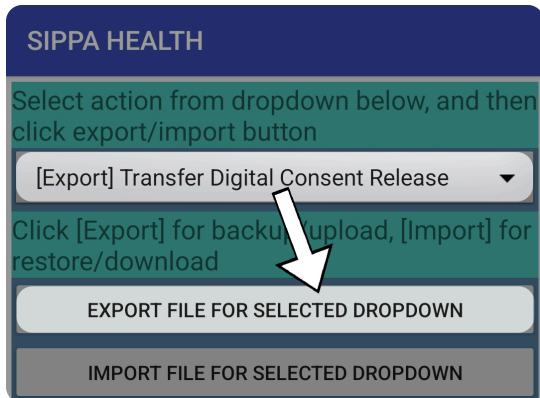 SIPPA HEALTH
Select action from dropdown below, and then
click export/import button
[Export] Transfer Digital Consent Release
Click [Export] for backup/upload, [Import] for
restore/download
EXPORT FILE FOR SELECTED DROPDOWN
IMPORT FILE FOR SELECTED DROPDOWN